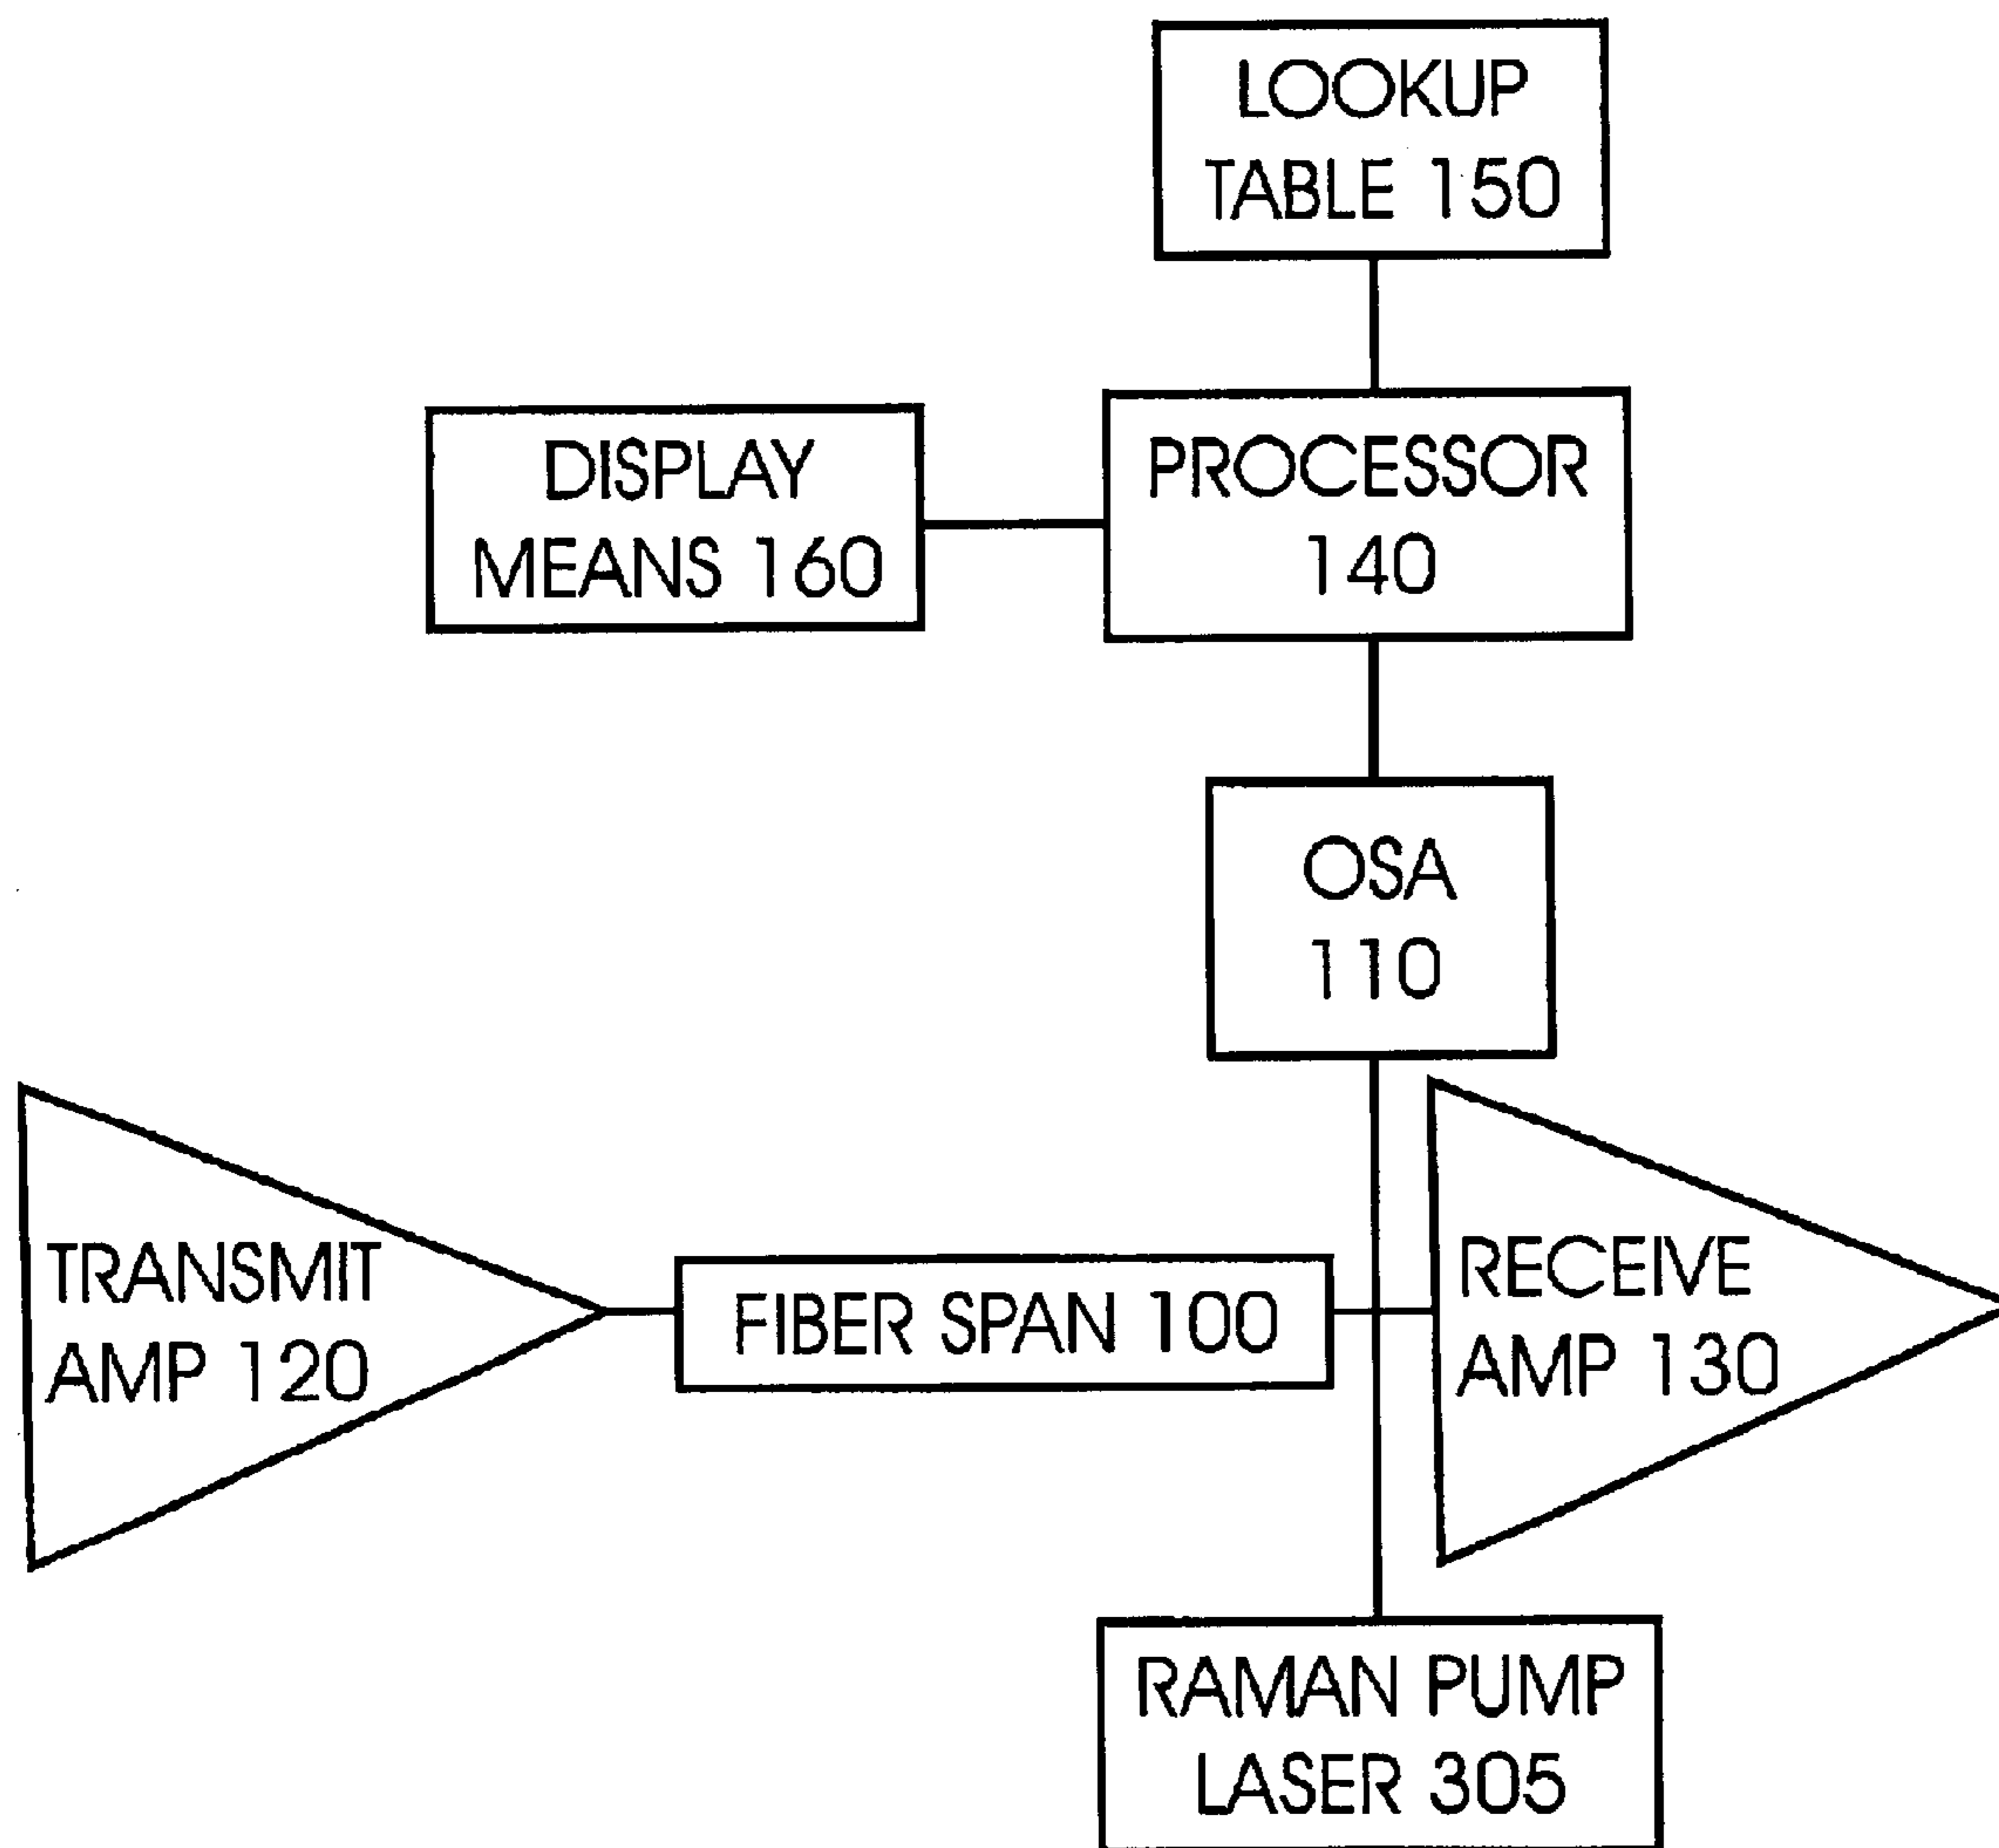 LOOKUP
TABLE 150
DISPLAY
MEANS 160
PROCESSOR
140
OSA
110
TRANSMIT
AMP 120
FIBER SPAN 100
RECEIVE
AMP 130
RAMAN PUMP
LASER 305